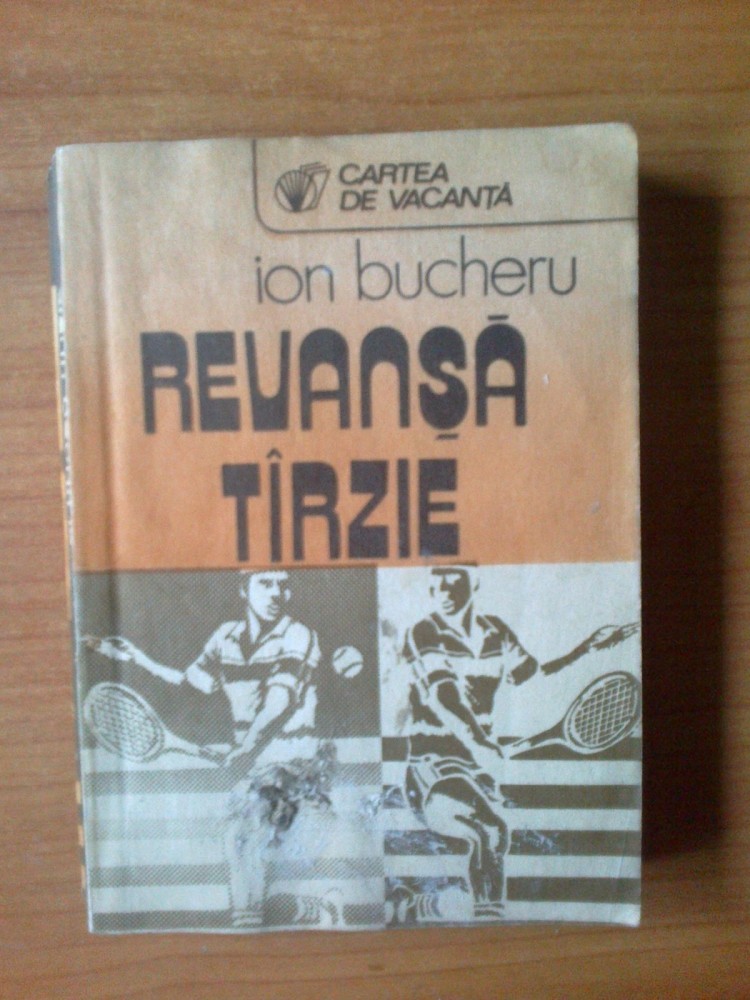 CARTEA
DE VACANȚĂ
ion bucheru
REVANȘĂ
TÎRZIE